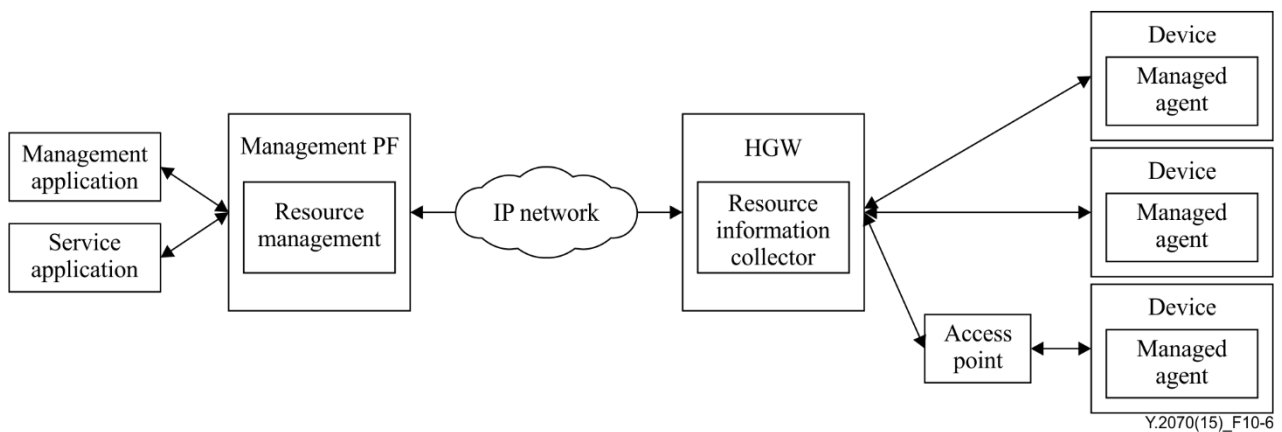 Management
application
Service
application
Management PF
Resource
management
IP network
HGW
Resource
information
collector
Access
point
Device
Managed
agent
Device
Managed
agent
Device
Managed
agent
Y.2070(15)_F10-6